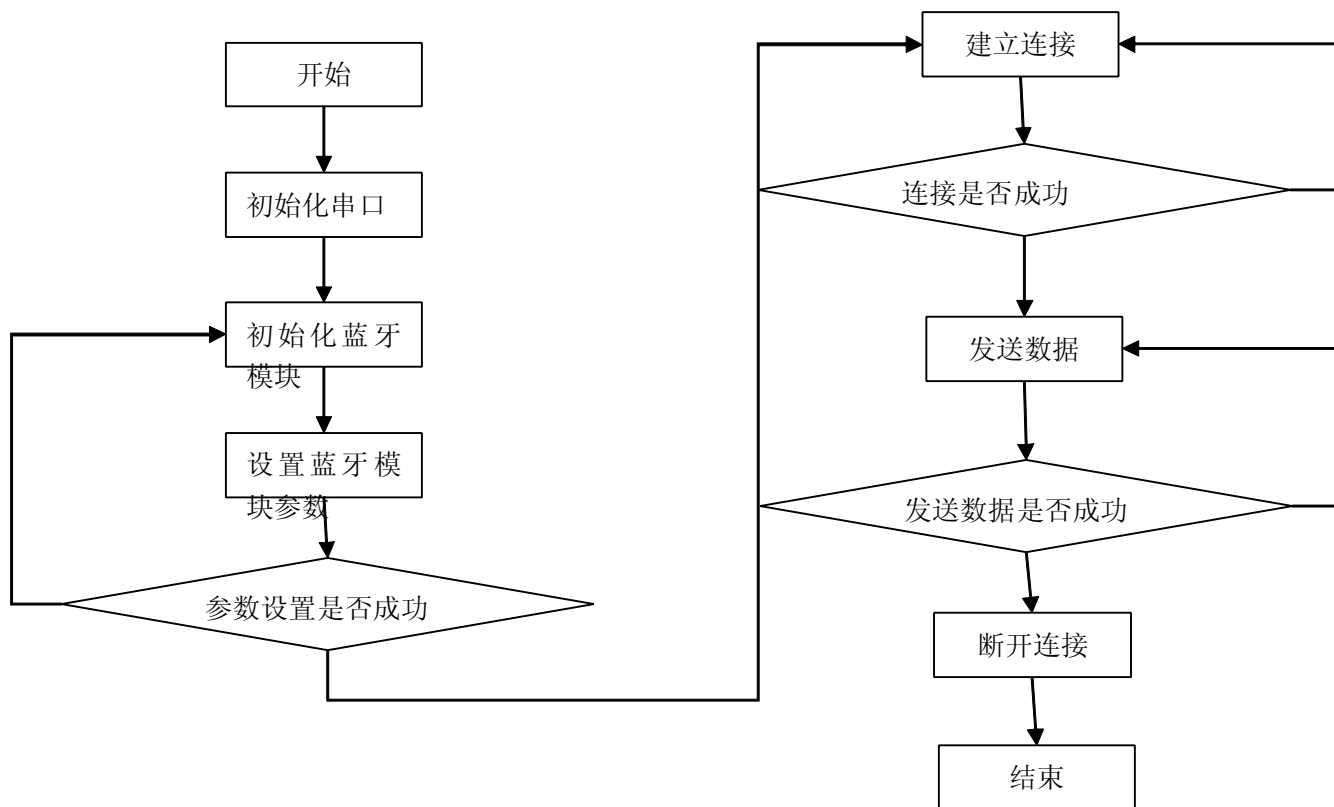 开始
初始化串口
初始化蓝牙
模块
设置蓝牙模
块参数
参数设置是否成功
建立连接
连接是否成功
发送数据
发送数据是否成功
断开连接
结束